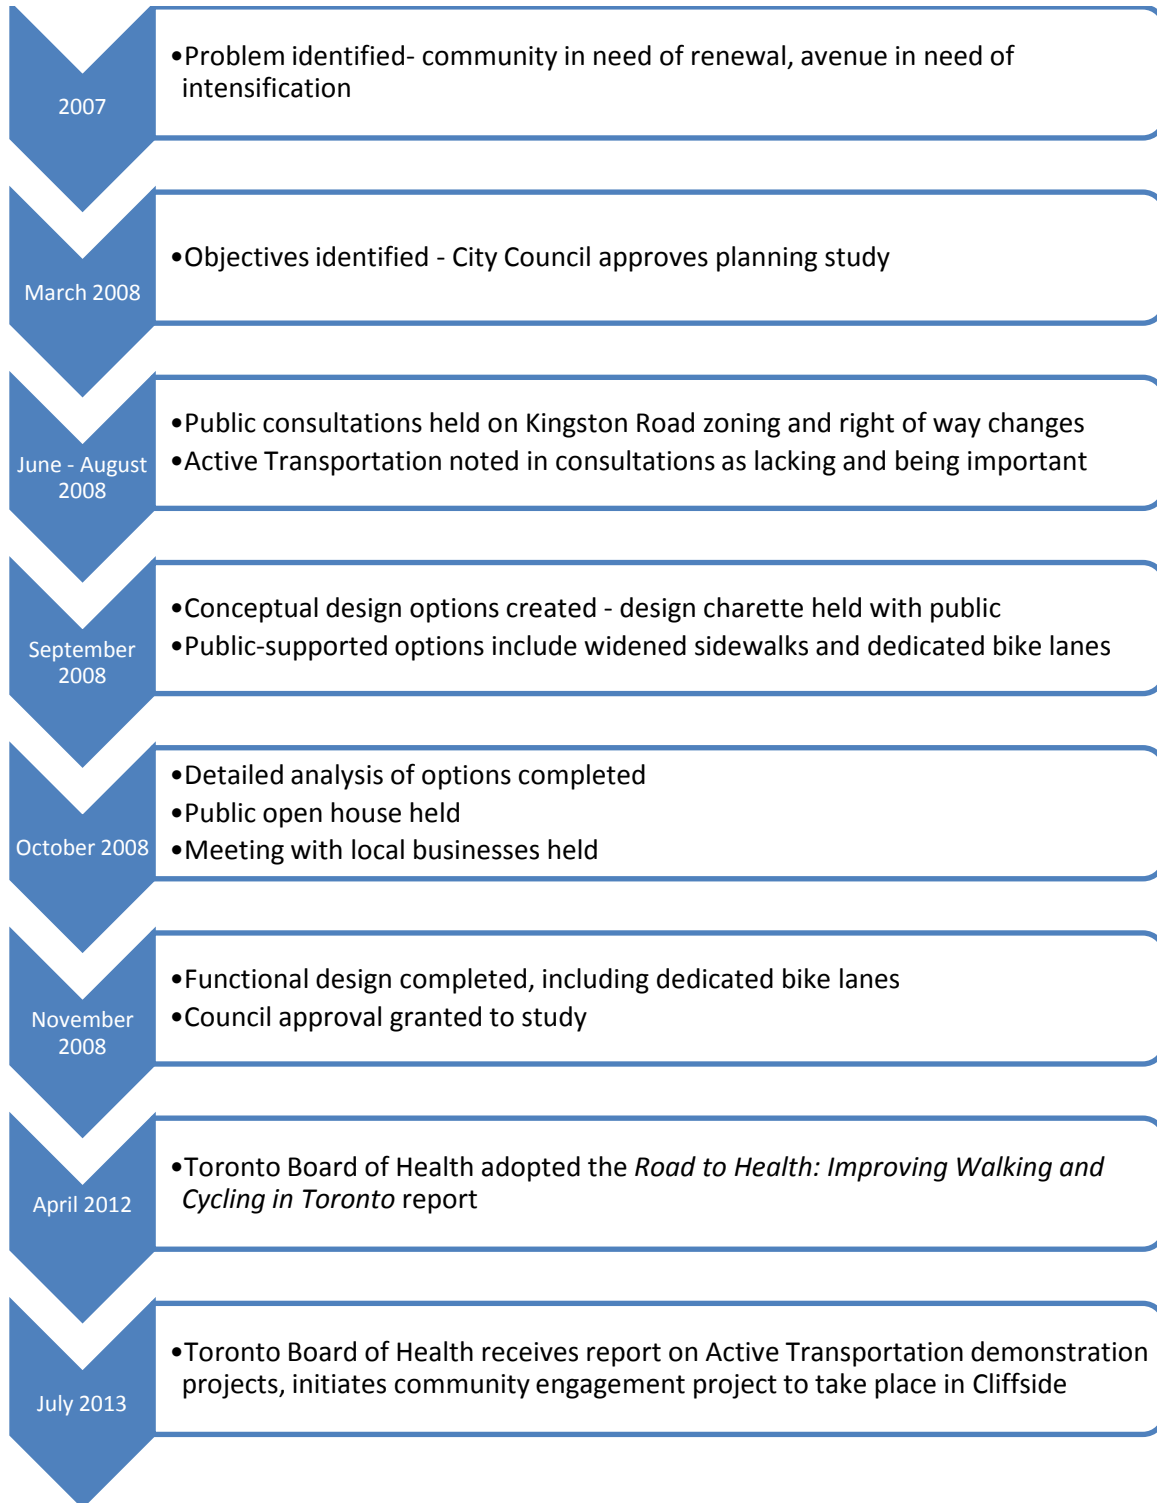 2007
•Problem identified- community in need of renewal, avenue in need of
intensification
March 2008
•Objectives identified - City Council approves planning study
June - August
2008
•Public consultations held on Kingston Road zoning and right of way changes
•Active Transportation noted in consultations as lacking and being important
September
2008
•Conceptual design options created - design charette held with public
•Public-supported options include widened sidewalks and dedicated bike lanes
October 2008
•Detailed analysis of options completed
•Public open house held
•Meeting with local businesses held
November
2008
•Functional design completed, including dedicated bike lanes
•Council approval granted to study
April 2012
•Toronto Board of Health adopted the Road to Health: Improving Walking and
Cycling in Toronto report
July 2013
•Toronto Board of Health receives report on Active Transportation demonstration
projects, initiates community engagement project to take place in Cliffside